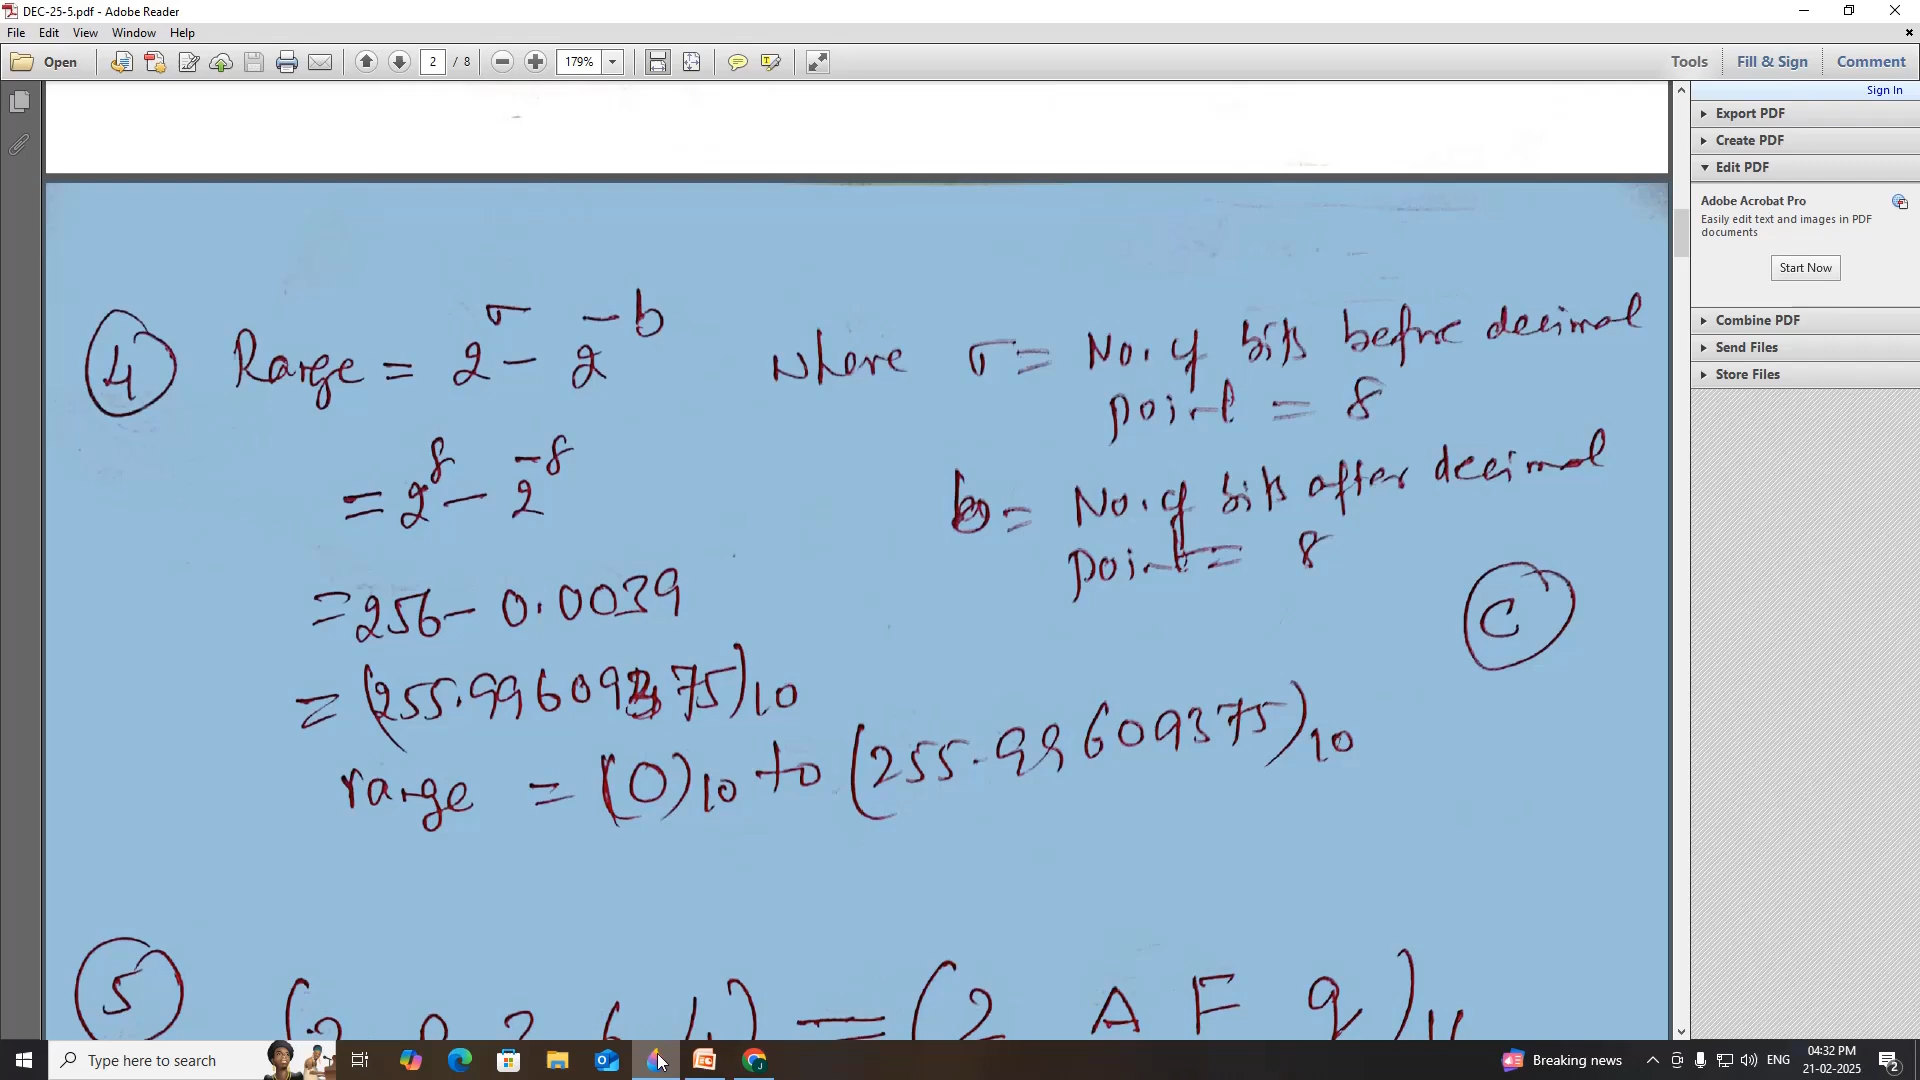 DEC-25-5.pdf - Adobe Reader
File Edit View Window Help
Open 2 / 8 179% Tools Fill & Sign Comment
Sign In
Export PDF
Create PDF
Edit PDF
Adobe Acrobat Pro
Easily edit text and images in PDF
documents
Start Now
Combine PDF
Send Files
Store Files
④ Range = 2^σ - 2^-b where σ = No. of bits before decimal
point = 8
= 2^8 - 2^-8
b = No. of bits after decimal
point = 8
= 256 - 0.0039
C
= (255.99609375)10
range = (0)10 to (255.99609375)10
⑤ = (2 A F 9)
Type here to search
Breaking news ENG 04:32 PM
21-02-2025
2